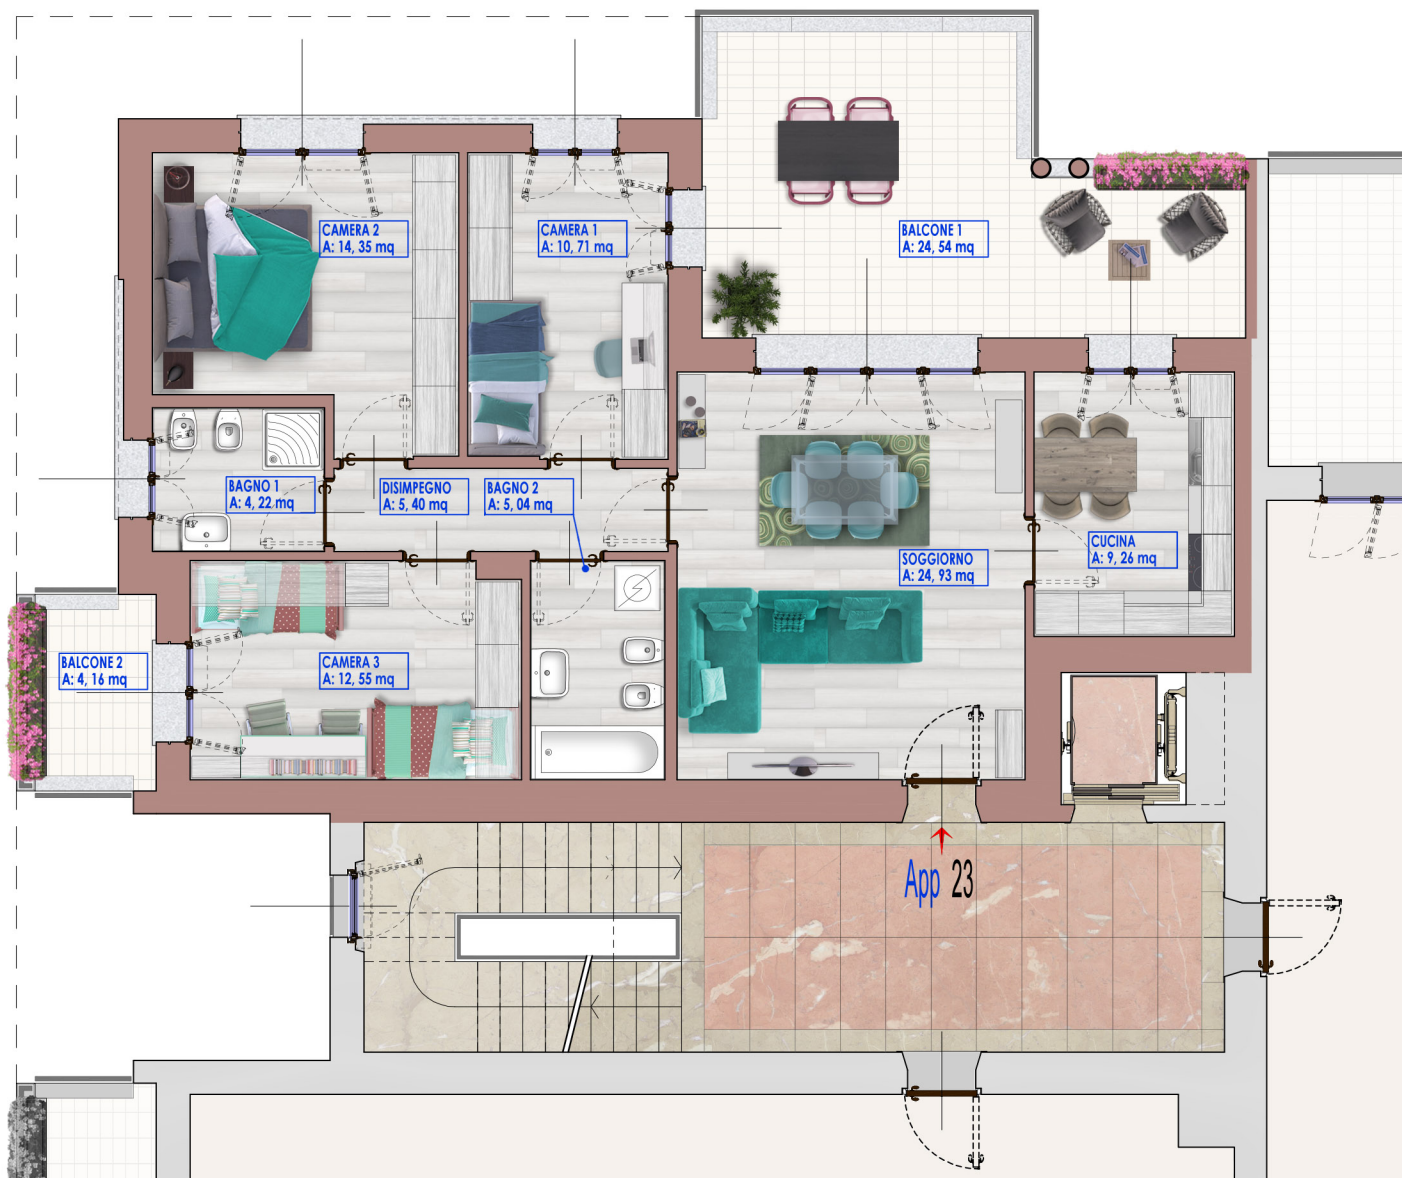 CAMERA 2
A: 14, 35 mq
CAMERA 1
A: 10, 71 mq
BALCONE 1
A: 24, 54 mq
BAGNO 1
A: 4, 22 mq
DISIMPEGNO
A: 5, 40 mq
BAGNO 2
A: 5, 04 mq
SOGGIORNO
A: 24, 93 mq
CUCINA
A: 9, 26 mq
BALCONE 2
A: 4, 16 mq
CAMERA 3
A: 12, 55 mq
App 23